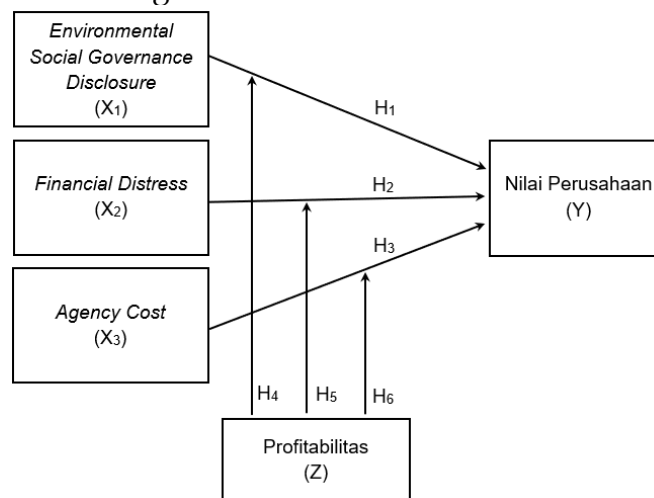 Environmental
Social Governance
Disclosure
(X1)
H1
Financial Distress
(X2)
H2
Nilai Perusahaan
(Y)
H3
Agency Cost
(X3)
H4
H5
H6
Profitabilitas
(Z)